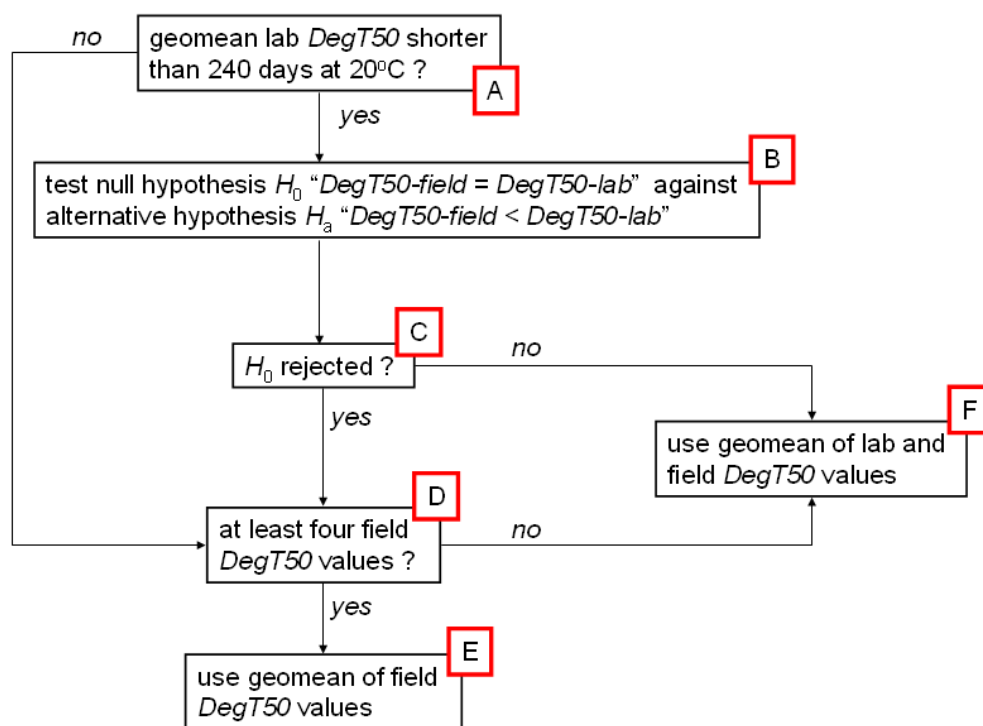 no
geomean lab DegT50 shorter
than 240 days at 20°C ?
A
yes
B
test null hypothesis H₀ “DegT50-field = DegT50-lab” against
alternative hypothesis Hₐ “DegT50-field < DegT50-lab”
C
H₀ rejected ?
no
yes
F
use geomean of lab and
field DegT50 values
D
at least four field
DegT50 values ?
no
yes
E
use geomean of field
DegT50 values